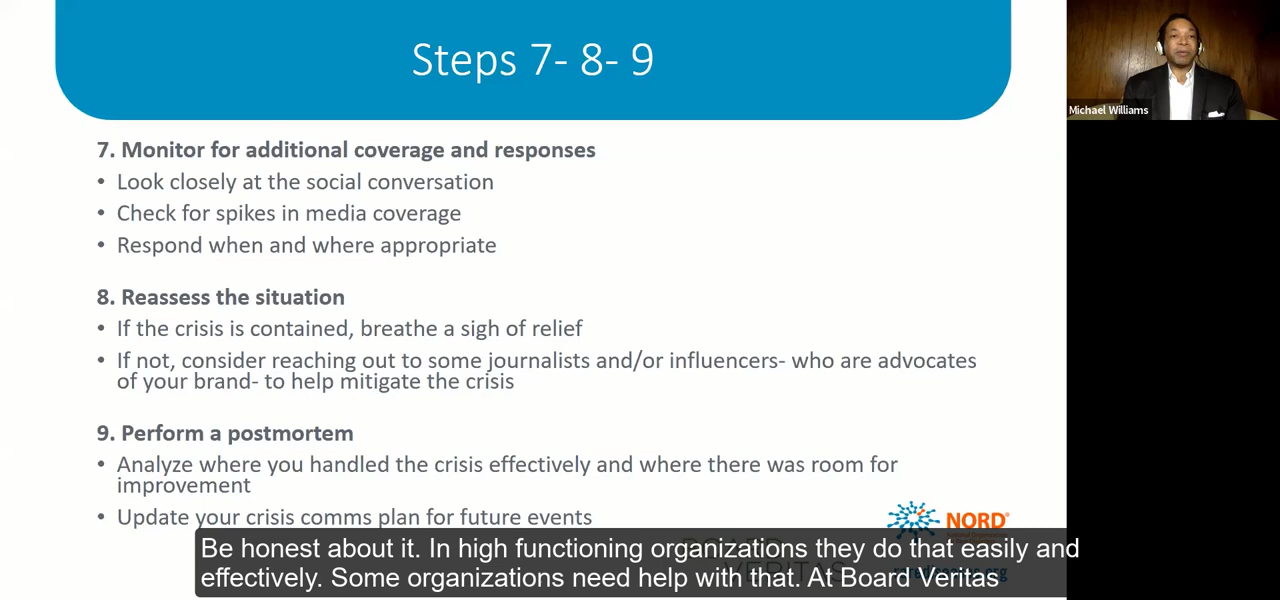 Steps 7- 8- 9
Michael Williams
7. Monitor for additional coverage and responses
• Look closely at the social conversation
• Check for spikes in media coverage
• Respond when and where appropriate
8. Reassess the situation
• If the crisis is contained, breathe a sigh of relief
• If not, consider reaching out to some journalists and/or influencers- who are advocates
of your brand- to help mitigate the crisis
9. Perform a postmortem
• Analyze where you handled the crisis effectively and where there was room for
improvement
• Update your crisis comms plan for future events
NORD®
Be honest about it. In high functioning organizations they do that easily and
effectively. Some organizations need help with that. At Board Veritas